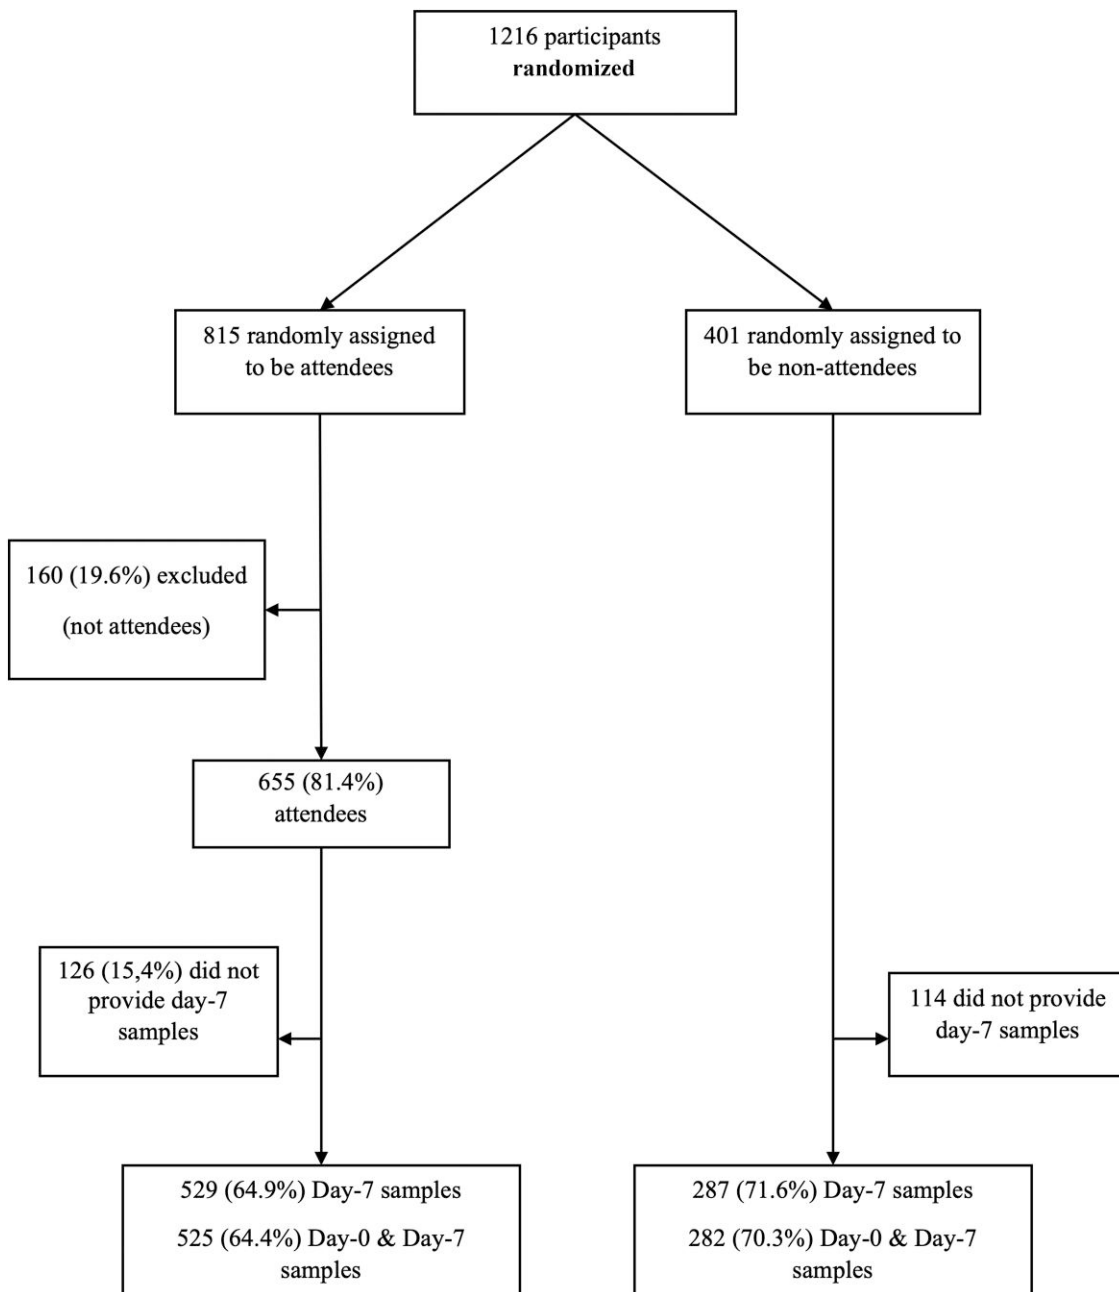 1216 participants
randomized
815 randomly assigned
to be attendees
401 randomly assigned to
be non-attendees
160 (19.6%) excluded
(not attendees)
655 (81.4%)
attendees
126 (15,4%) did not
provide day-7
samples
114 did not provide
day-7 samples
529 (64.9%) Day-7 samples
525 (64.4%) Day-0 & Day-7
samples
287 (71.6%) Day-7 samples
282 (70.3%) Day-0 & Day-7
samples